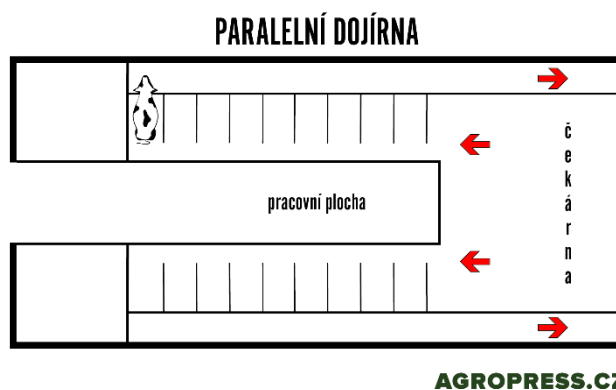 PARALELNÍ DOJÍRNA
čekárna
pracovní plocha
AGROPRESS.CZ